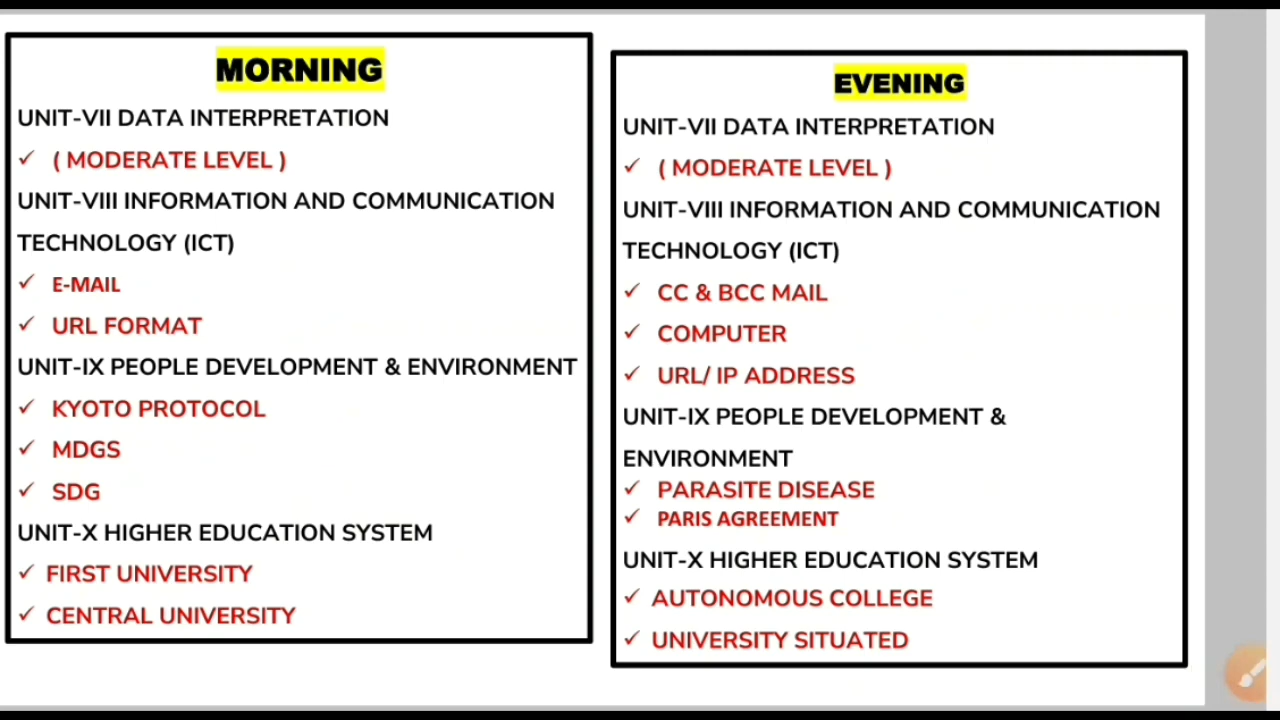 MORNING
UNIT-VII DATA INTERPRETATION
✓ ( MODERATE LEVEL )
UNIT-VIII INFORMATION AND COMMUNICATION
TECHNOLOGY (ICT)
✓ E-MAIL
✓ URL FORMAT
UNIT-IX PEOPLE DEVELOPMENT & ENVIRONMENT
✓ KYOTO PROTOCOL
✓ MDGS
✓ SDG
UNIT-X HIGHER EDUCATION SYSTEM
✓ FIRST UNIVERSITY
✓ CENTRAL UNIVERSITY
EVENING
UNIT-VII DATA INTERPRETATION
✓ ( MODERATE LEVEL )
UNIT-VIII INFORMATION AND COMMUNICATION
TECHNOLOGY (ICT)
✓ CC & BCC MAIL
✓ COMPUTER
✓ URL/ IP ADDRESS
UNIT-IX PEOPLE DEVELOPMENT &
ENVIRONMENT
✓ PARASITE DISEASE
✓ PARIS AGREEMENT
UNIT-X HIGHER EDUCATION SYSTEM
✓ AUTONOMOUS COLLEGE
✓ UNIVERSITY SITUATED